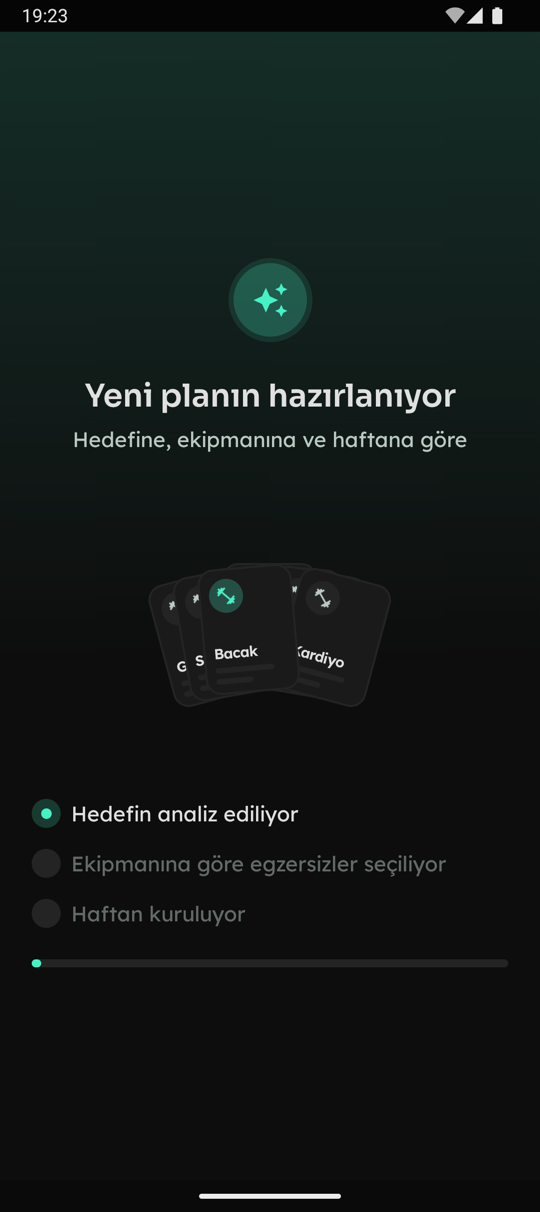 19:23
Yeni planın hazırlanıyor
Hedefine, ekipmanına ve haftana göre
G
S
Bacak
Kardiyo
Hedefin analiz ediliyor
Ekipmanına göre egzersizler seçiliyor
Haftan kuruluyor